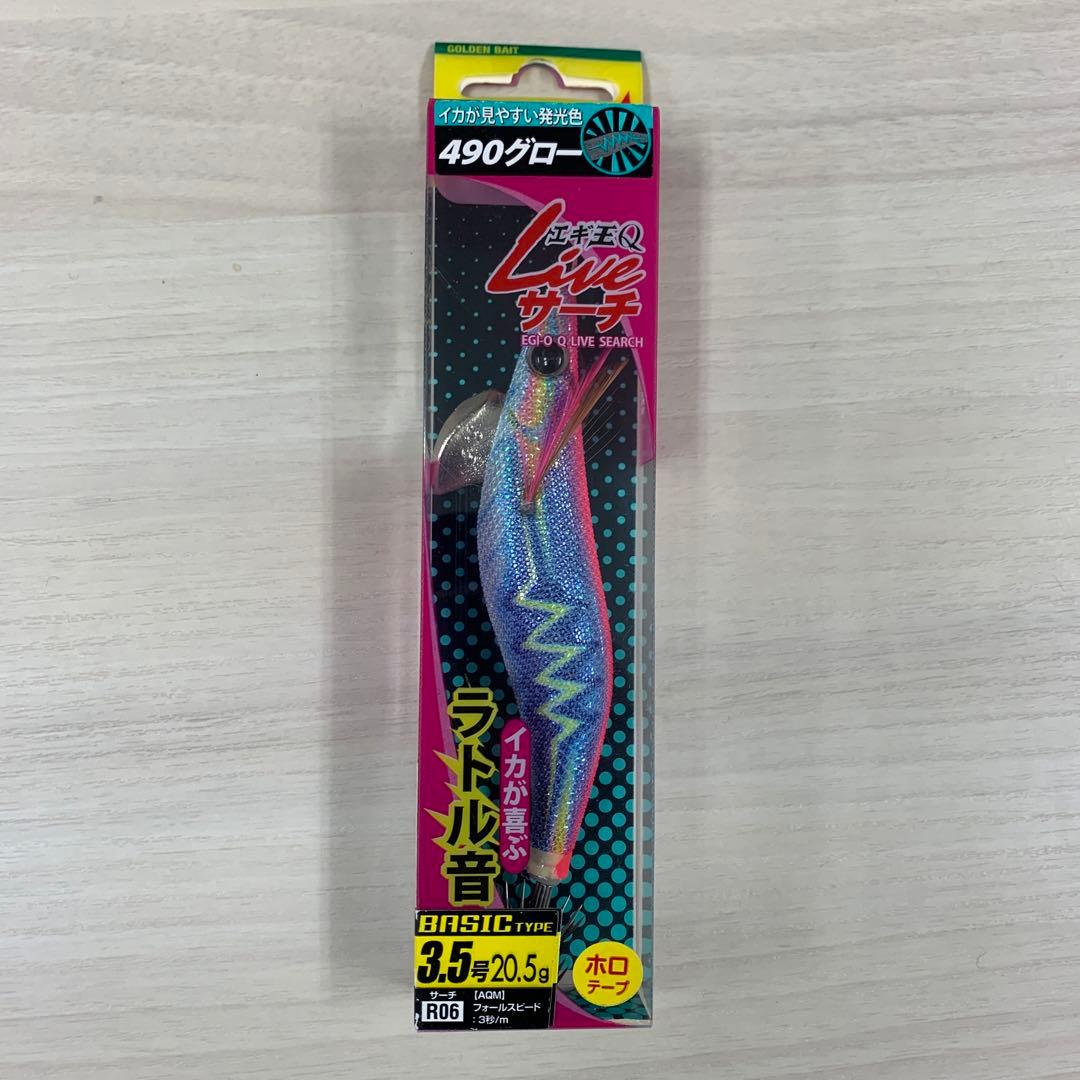 GOLDEN BAIT
イカが見やすい発光色
490グロー
エギ王Q
Live
サーチ
EGI-O Q LIVE SEARCH
ラトル音
イカが喜ぶ
BASIC TYPE
3.5号 20.5g
サーチ
R06
【AQM】
フォールスピード
:3秒/m
ホロ
テープ